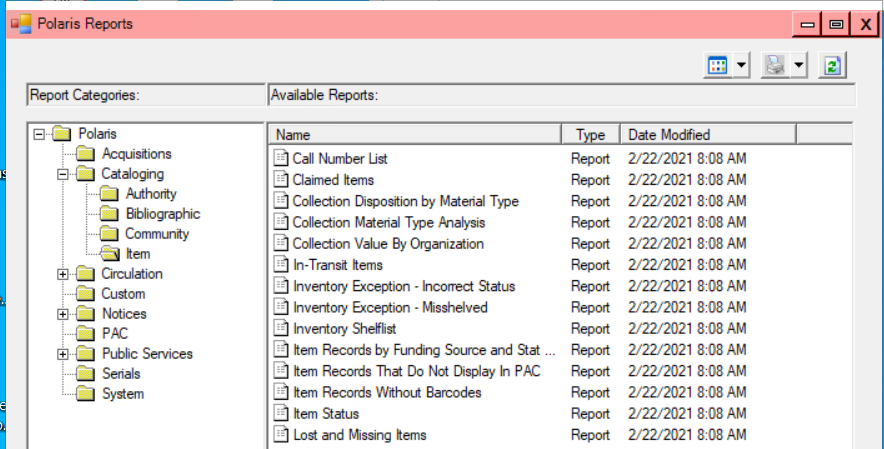 Polaris Reports
Report Categories:
Available Reports:
Polaris
Acquisitions
Cataloging
Authority
Bibliographic
Community
Item
Circulation
Custom
Notices
PAC
Public Services
Serials
System
Name Type Date Modified
Call Number List Report 2/22/2021 8:08 AM
Claimed Items Report 2/22/2021 8:08 AM
Collection Disposition by Material Type Report 2/22/2021 8:08 AM
Collection Material Type Analysis Report 2/22/2021 8:08 AM
Collection Value By Organization Report 2/22/2021 8:08 AM
In-Transit Items Report 2/22/2021 8:08 AM
Inventory Exception - Incorrect Status Report 2/22/2021 8:08 AM
Inventory Exception - Misshelved Report 2/22/2021 8:08 AM
Inventory Shelflist Report 2/22/2021 8:08 AM
Item Records by Funding Source and Stat ... Report 2/22/2021 8:08 AM
Item Records That Do Not Display In PAC Report 2/22/2021 8:08 AM
Item Records Without Barcodes Report 2/22/2021 8:08 AM
Item Status Report 2/22/2021 8:08 AM
Lost and Missing Items Report 2/22/2021 8:08 AM